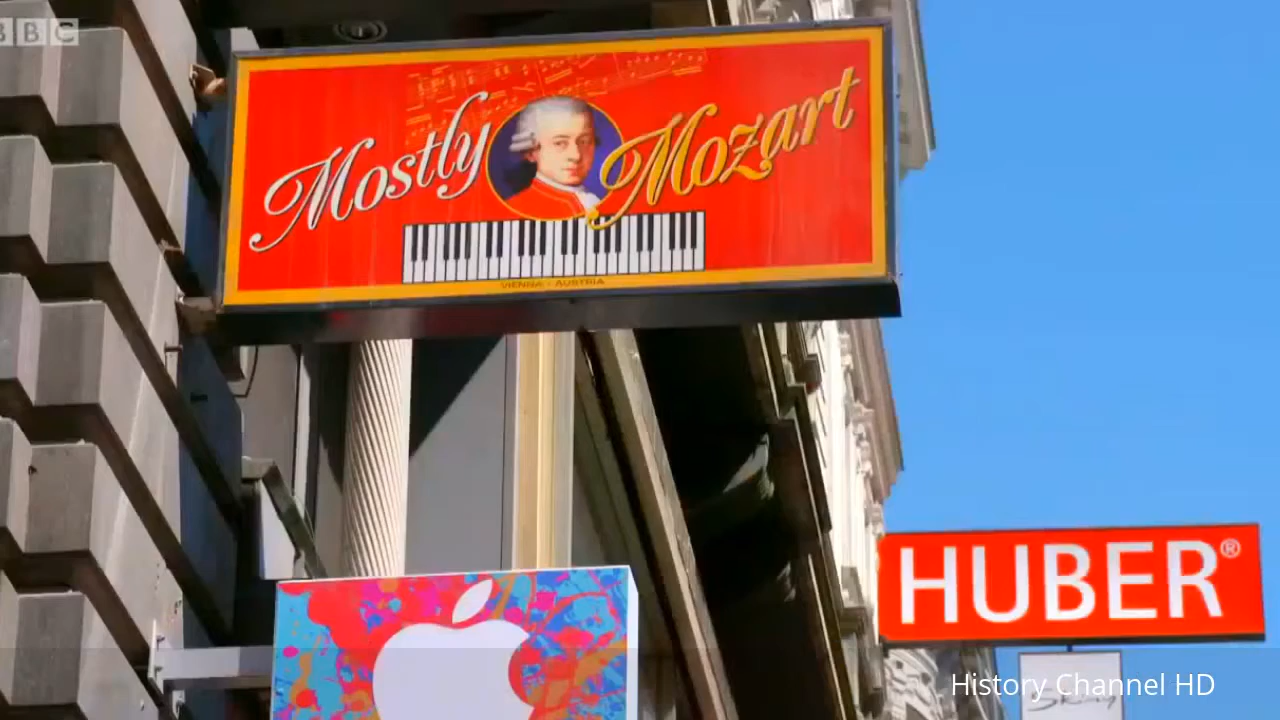 BBC
Mostly Mozart
VIENNA - AUSTRIA
HUBER®
History Channel HD